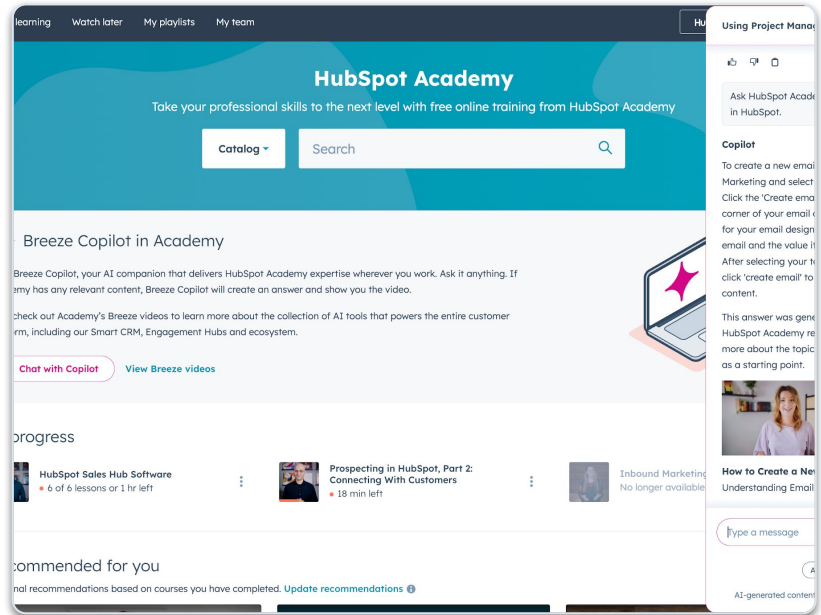 learning Watch later My playlists My team
HubSpot Academy
Take your professional skills to the next level with free online training from HubSpot Academy
Catalog Search
Breeze Copilot in Academy
Breeze Copilot, your AI companion that delivers HubSpot Academy expertise wherever you work. Ask it anything. If
emy has any relevant content, Breeze Copilot will create an answer and show you the video.
check out Academy's Breeze videos to learn more about the collection of AI tools that powers the entire customer
rm, including our Smart CRM, Engagement Hubs and ecosystem.
Chat with Copilot View Breeze videos
progress
HubSpot Sales Hub Software
6 of 6 lessons or 1 hr left
Prospecting in HubSpot, Part 2:
Connecting With Customers
18 min left
Inbound Marketing
No longer available
commended for you
nal recommendations based on courses you have completed. Update recommendations
Hu
Using Project Manag
Ask HubSpot Acade
in HubSpot.
Copilot
To create a new emai
Marketing and select
Click the 'Create ema
corner of your email
for your email design
email and the value i
After selecting your t
click 'create email' to
content.
This answer was gene
HubSpot Academy re
more about the topic
as a starting point.
How to Create a Ne
Understanding Email
Type a message
A
AI-generated content